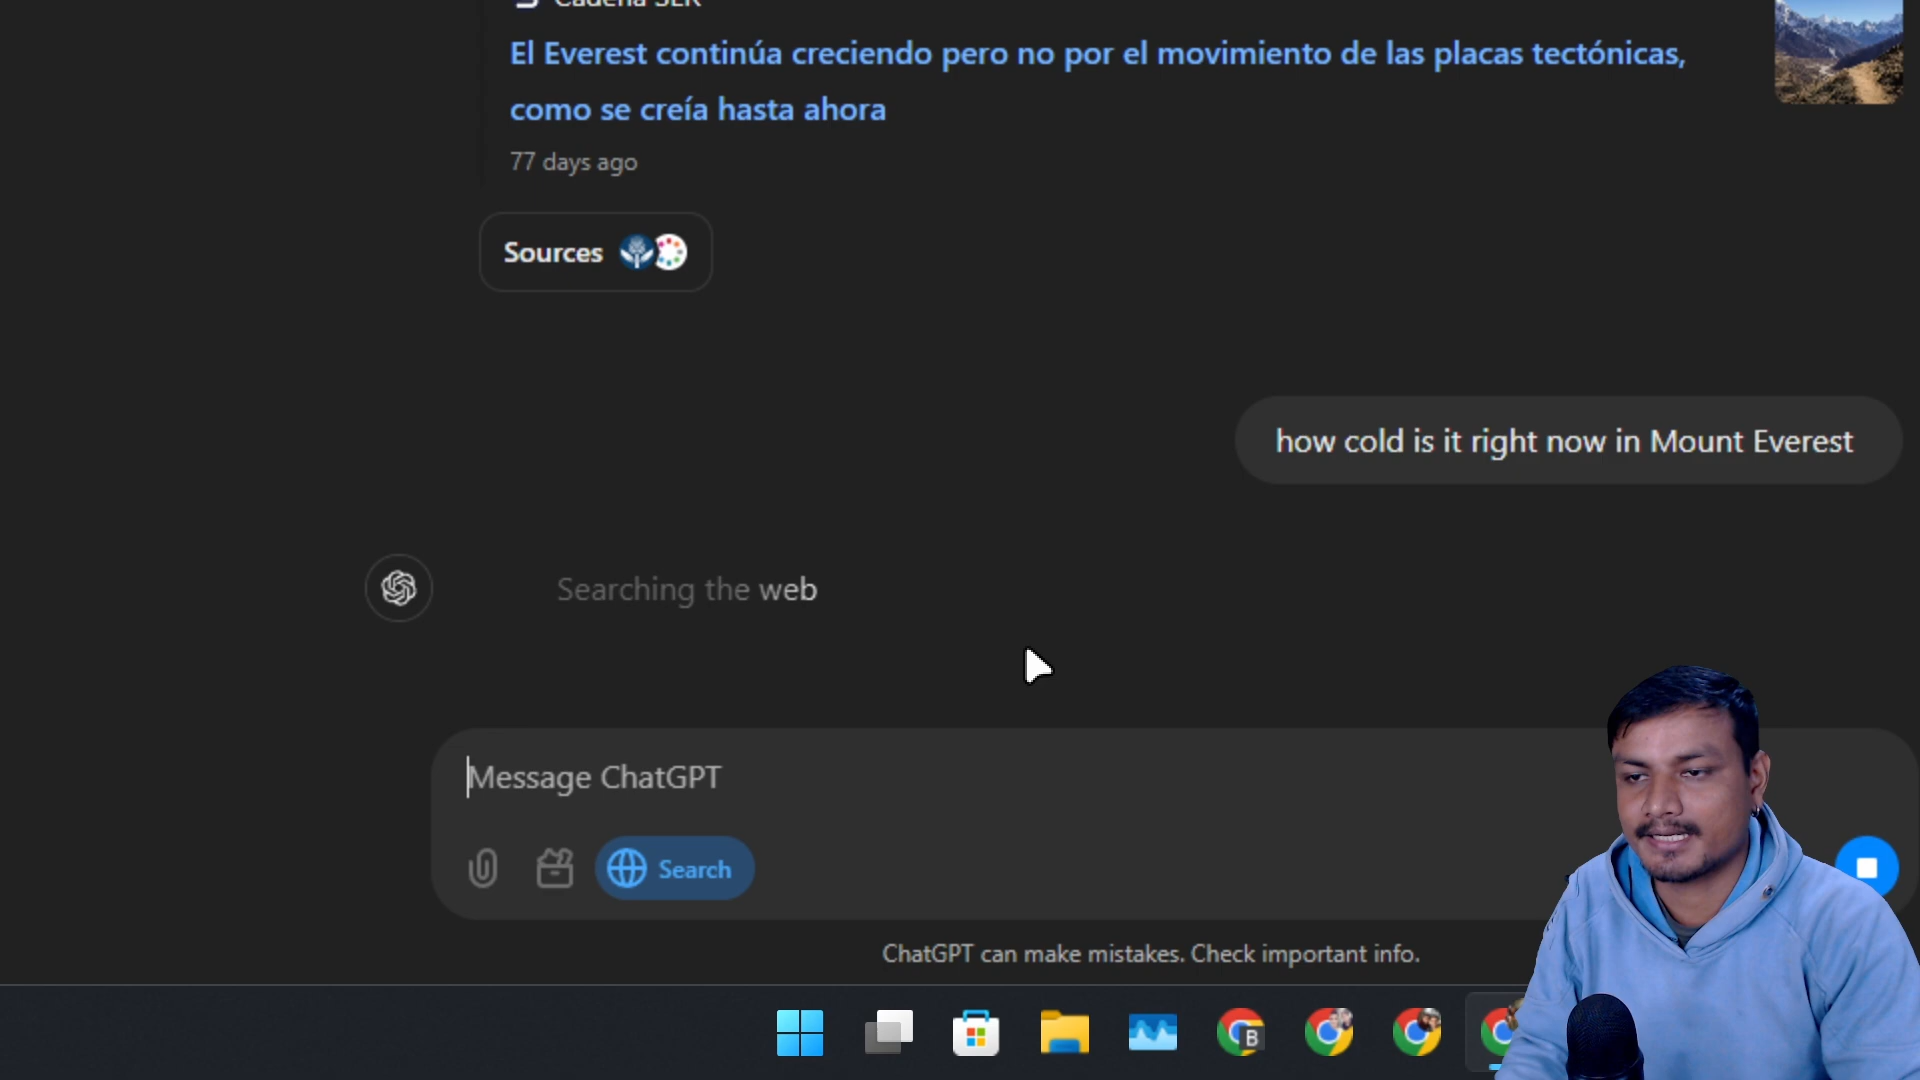 Cadena SER
El Everest continúa creciendo pero no por el movimiento de las placas tectónicas,
como se creía hasta ahora
77 days ago
Sources
how cold is it right now in Mount Everest
Searching the web
Message ChatGPT
Search
ChatGPT can make mistakes. Check important info.
B